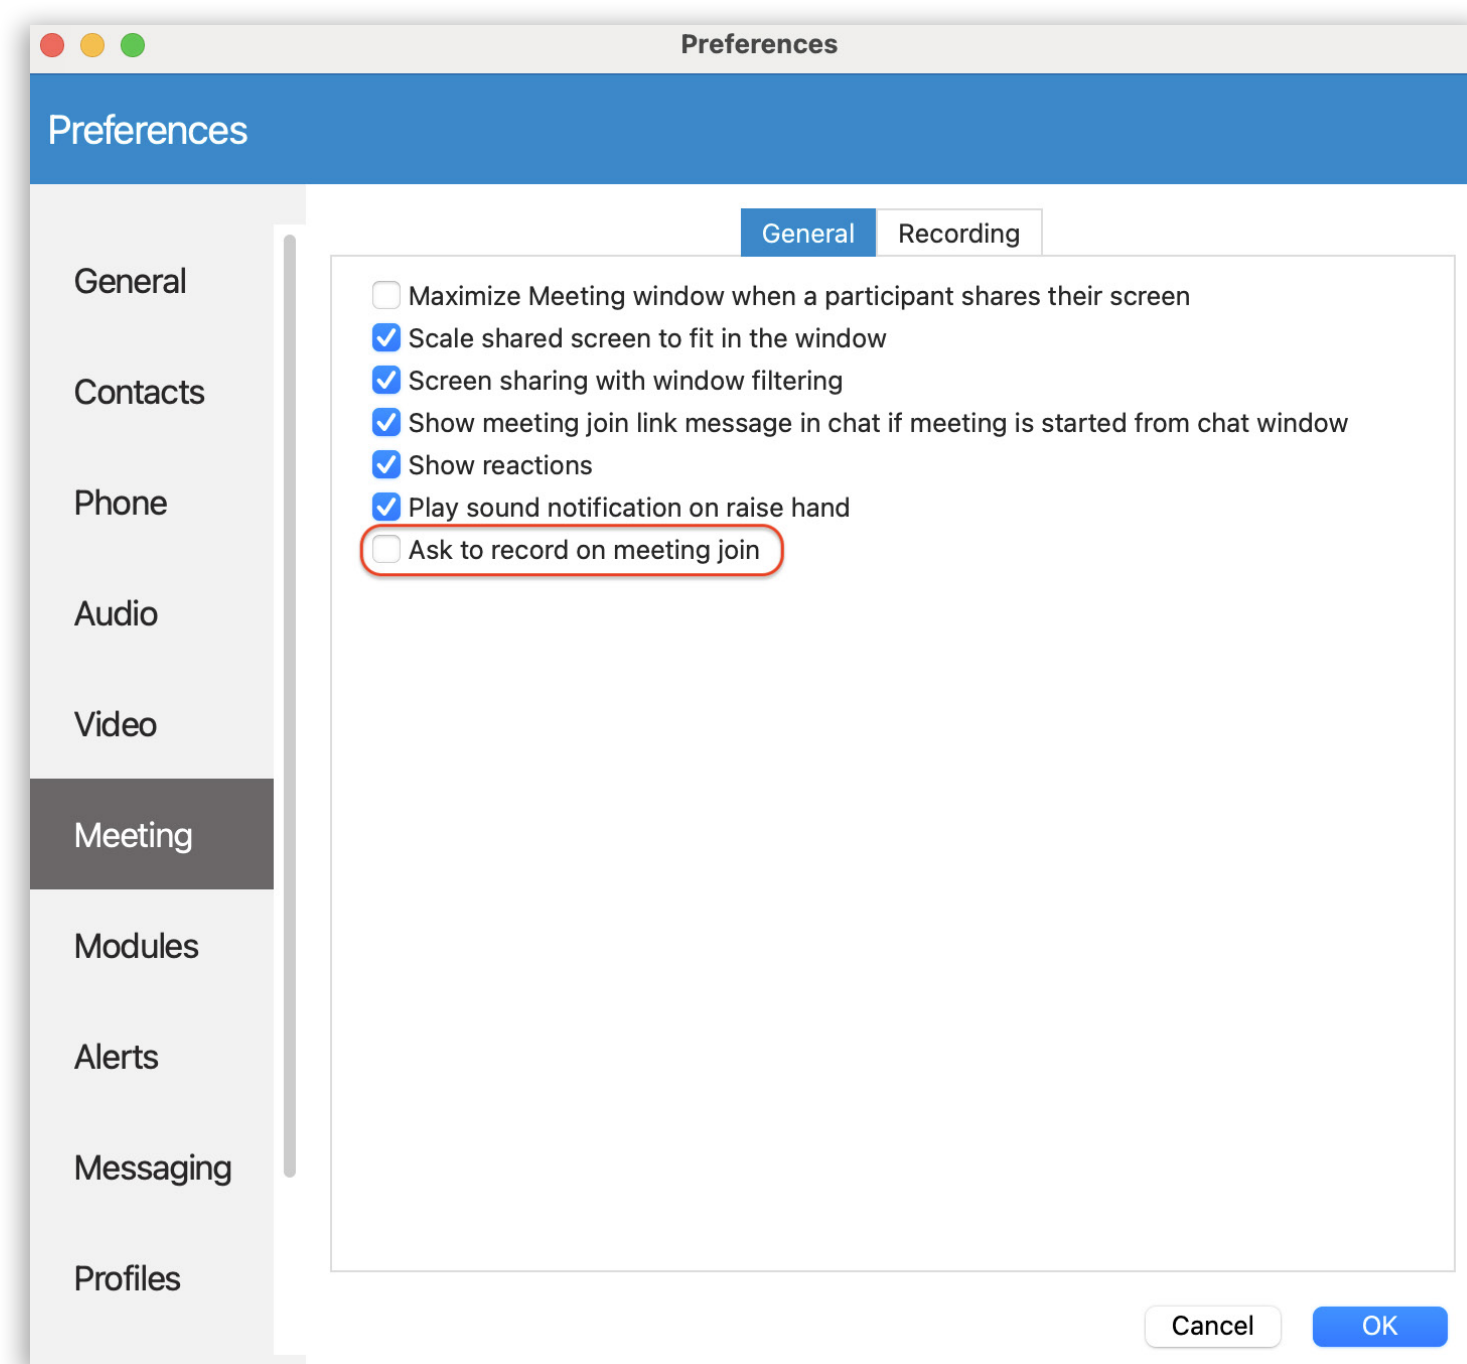 Preferences
Preferences
General
Contacts
Phone
Audio
Video
Meeting
Modules
Alerts
Messaging
Profiles
General Recording
Maximize Meeting window when a participant shares their screen
Scale shared screen to fit in the window
Screen sharing with window filtering
Show meeting join link message in chat if meeting is started from chat window
Show reactions
Play sound notification on raise hand
Ask to record on meeting join
Cancel OK